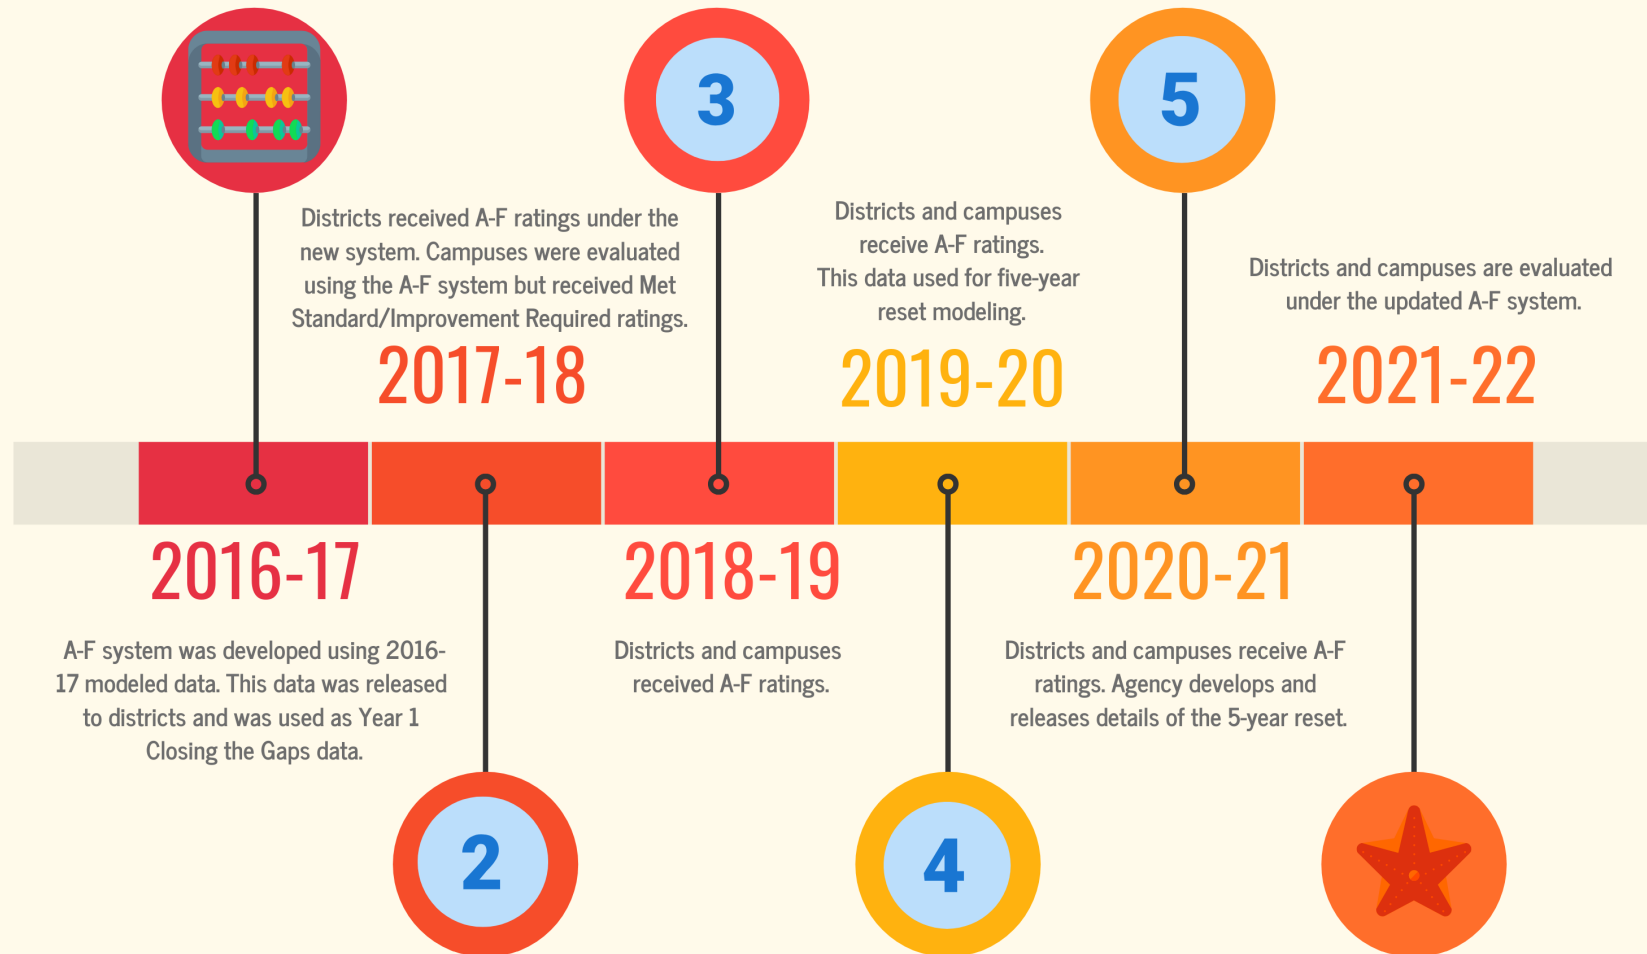 3
5
Districts received A-F ratings under the
new system. Campuses were evaluated
using the A-F system but received Met
Standard/Improvement Required ratings.
2017-18
Districts and campuses
receive A-F ratings.
This data used for five-year
reset modeling.
2019-20
Districts and campuses are evaluated
under the updated A-F system.
2021-22
2016-17
A-F system was developed using 2016-
17 modeled data. This data was released
to districts and was used as Year 1
Closing the Gaps data.
2018-19
Districts and campuses
received A-F ratings.
2020-21
Districts and campuses receive A-F
ratings. Agency develops and
releases details of the 5-year reset.
2
4